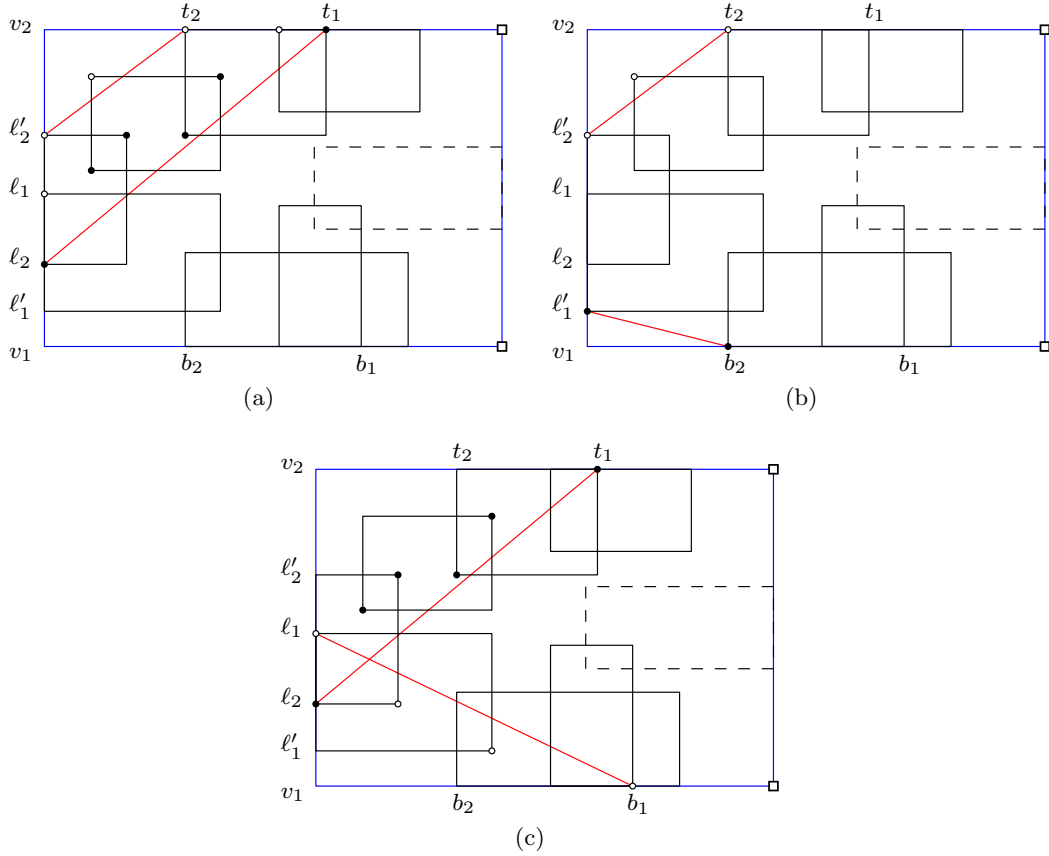 v₂ t₂ t₁
ℓ′₂
ℓ₁
ℓ₂
ℓ′₁
v₁
b₂ b₁
(a)
v₂ t₂ t₁
ℓ′₂
ℓ₁
ℓ₂
ℓ′₁
v₁
b₂ b₁
(b)
v₂ t₂ t₁
ℓ′₂
ℓ₁
ℓ₂
ℓ′₁
v₁
b₂ b₁
(c)